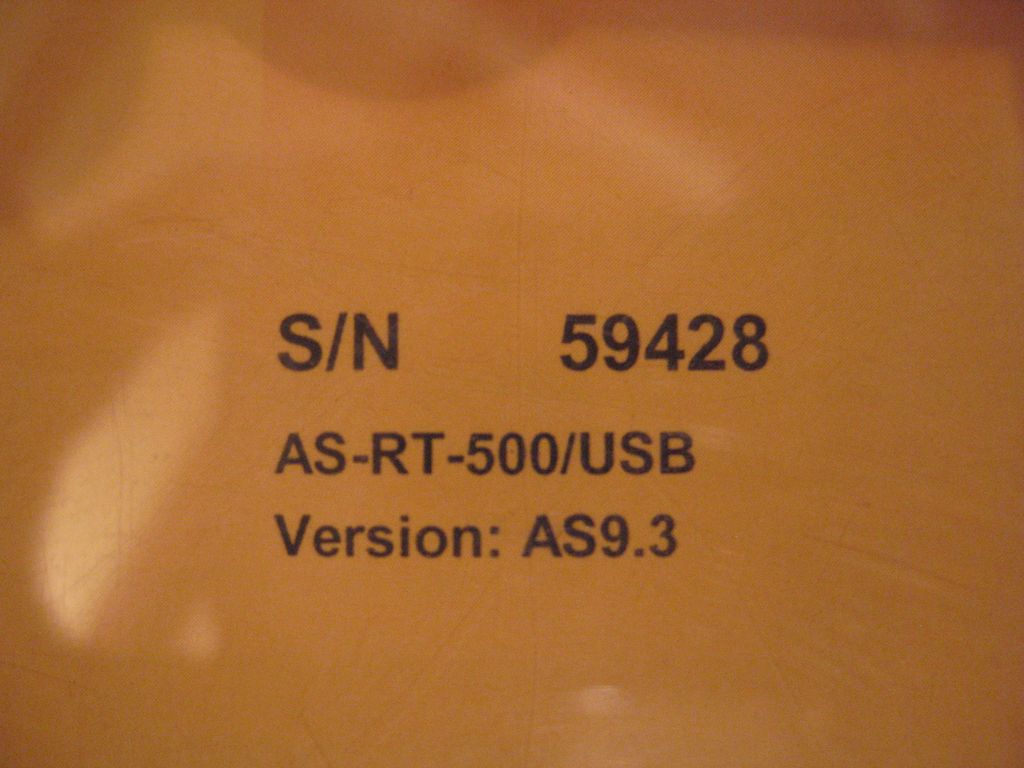 S/N 59428
AS-RT-500/USB
Version: AS9.3